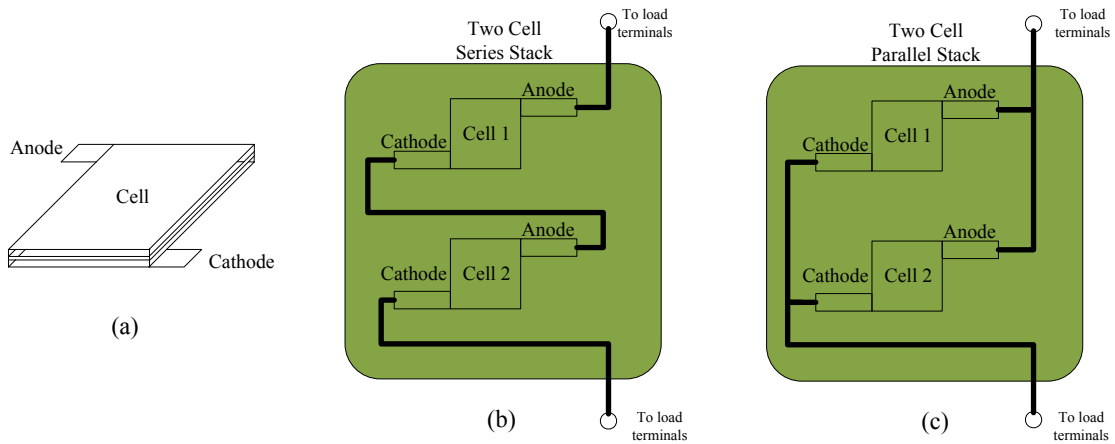 Anode
Cell
Cathode
(a)
Two Cell
Series Stack
To load
terminals
Anode
Cell 1
Cathode
Anode
Cell 2
Cathode
(b)
To load
terminals
Two Cell
Parallel Stack
To load
terminals
Anode
Cell 1
Cathode
Anode
Cell 2
Cathode
(c)
To load
terminals